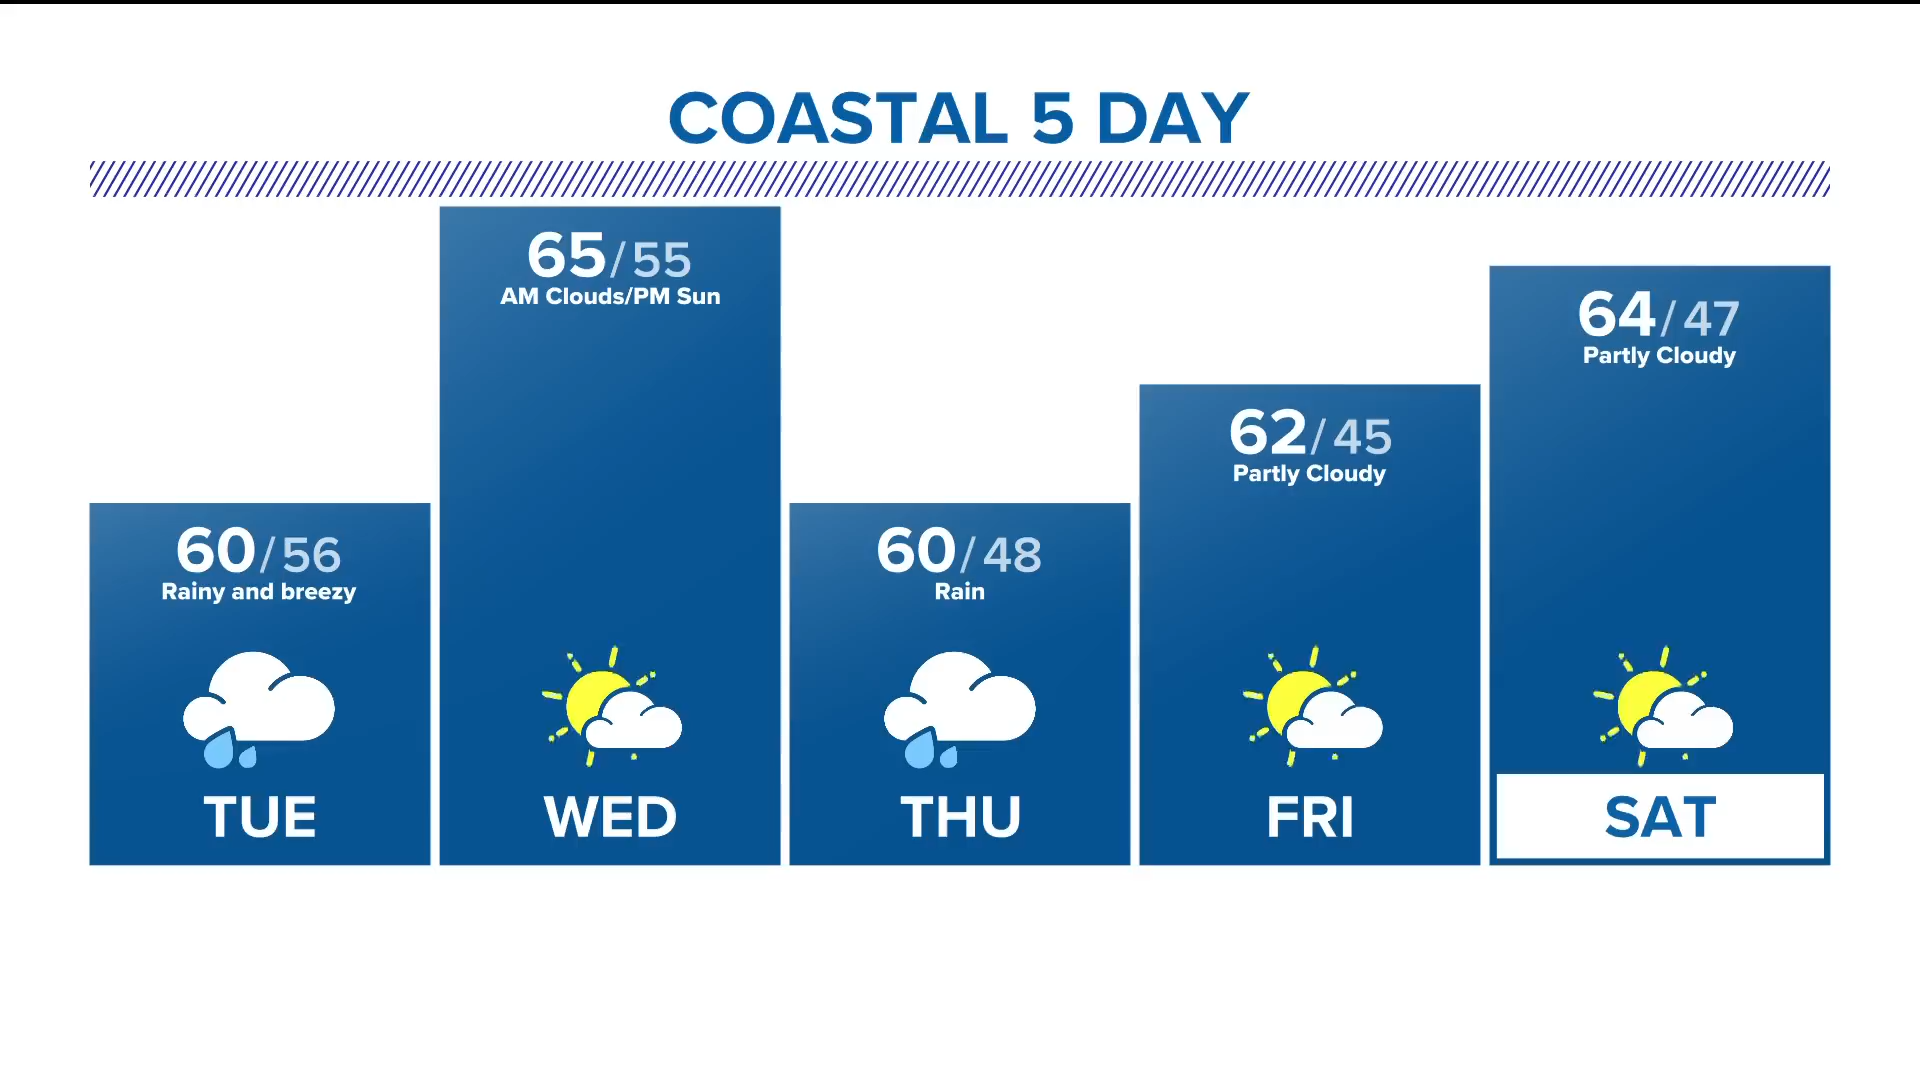 COASTAL 5 DAY
60/56
Rainy and breezy
TUE
65/55
AM Clouds/PM Sun
WED
60/48
Rain
THU
62/45
Partly Cloudy
FRI
64/47
Partly Cloudy
SAT